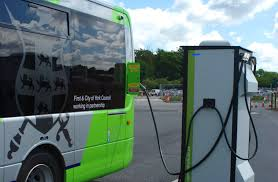 First & City of York Council
working in partnership